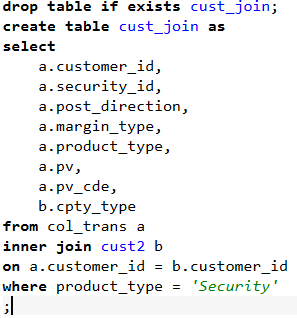 drop table if exists cust_join;
create table cust_join as
select
    a.customer_id,
    a.security_id,
    a.post_direction,
    a.margin_type,
    a.product_type,
    a.pv,
    a.pv_cde,
    b.cpty_type
from col_trans a
inner join cust2 b
on a.customer_id = b.customer_id
where product_type = 'Security'
;